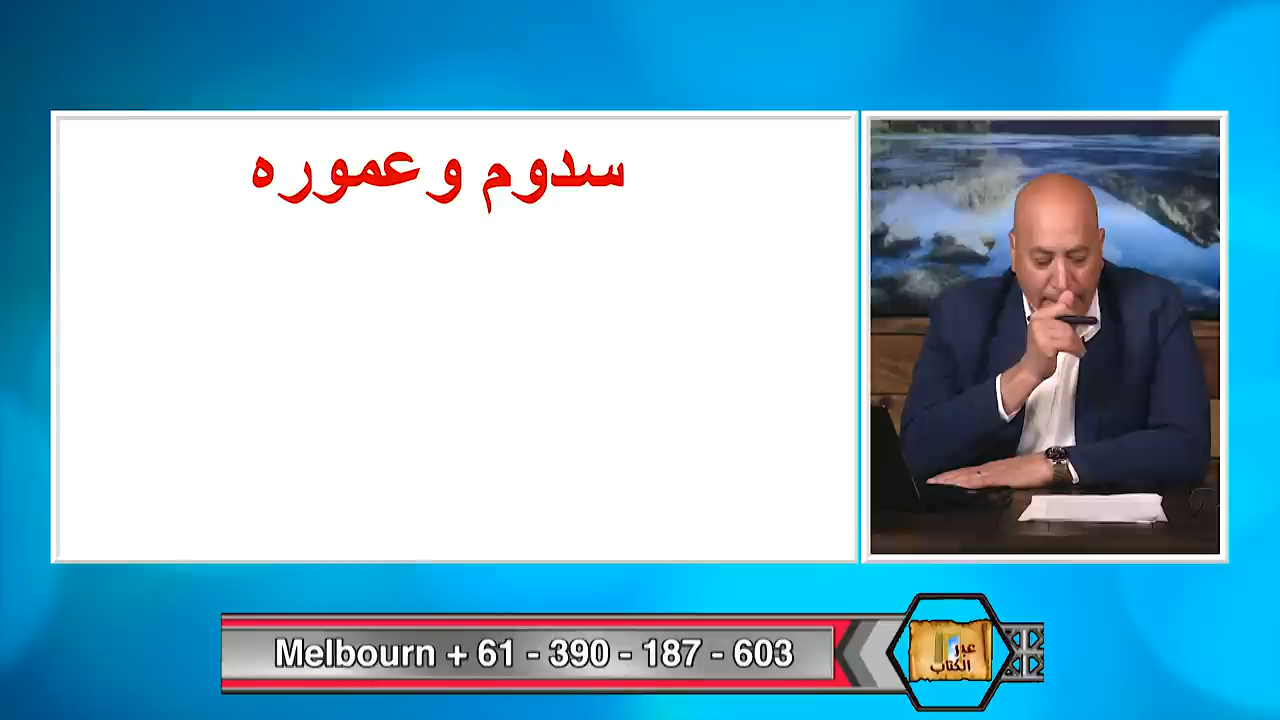 سدوم وعموره
Melbourn + 61 - 390 - 187 - 603
عبر
الكتاب